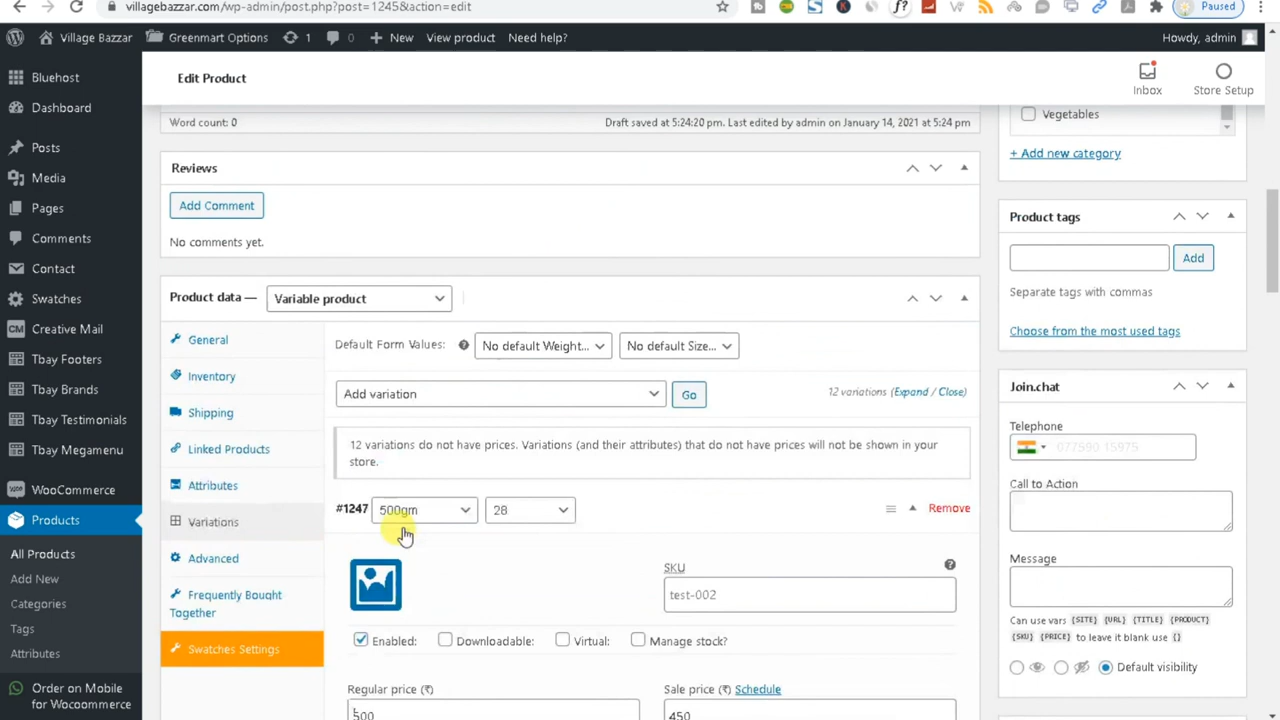 villagebazzar.com/wp-admin/post.php?post=1245&action=edit
Paused
Village Bazzar
Greenmart Options
1
0
New
View product
Need help?
Howdy, admin
Bluehost
Dashboard
Posts
Media
Pages
Comments
Contact
Swatches
CM Creative Mail
Tbay Footers
Tbay Brands
Tbay Testimonials
Tbay Megamenu
WooCommerce
Products
All Products
Add New
Categories
Tags
Attributes
Order on Mobile
for Wocommerce
Edit Product
Inbox
Store Setup
Word count: 0
Draft saved at 5:24:20 pm. Last edited by admin on January 14, 2021 at 5:24 pm
Reviews
Add Comment
No comments yet.
Product data —
Variable product
General
Inventory
Shipping
Linked Products
Attributes
Variations
Advanced
Frequently Bought
Together
Swatches Settings
Default Form Values:
No default Weight...
No default Size...
Add variation
Go
12 variations (Expand / Close)
12 variations do not have prices. Variations (and their attributes) that do not have prices will not be shown in your
store.
#1247
500gm
28
Remove
SKU
test-002
Enabled:
Downloadable:
Virtual:
Manage stock?
Regular price (₹)
500
Sale price (₹) Schedule
450
Vegetables
+ Add new category
Product tags
Add
Separate tags with commas
Choose from the most used tags
Join.chat
Telephone
077590 15975
Call to Action
Message
Can use vars {SITE} {URL} {TITLE} {PRODUCT}
{SKU} {PRICE} to leave it blank use {}
Default visibility